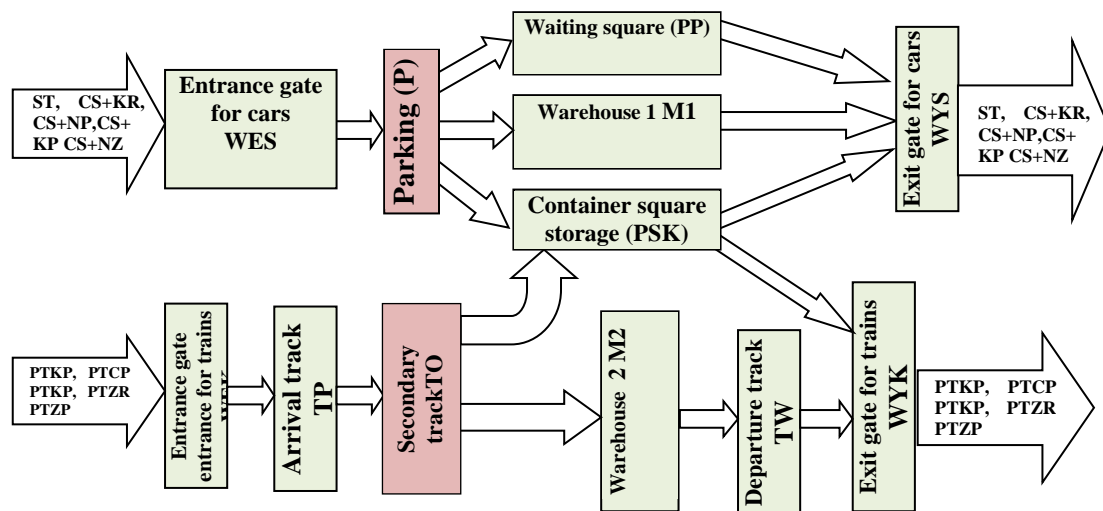 ST, CS+KR,
CS+NP,CS+
KP CS+NZ
Entrance gate
for cars
WES
Parking (P)
Waiting square (PP)
Warehouse 1 M1
Container square
storage (PSK)
Exit gate for cars
WYS
ST, CS+KR,
CS+NP,CS+
KP CS+NZ
PTKP, PTCP
PTKP, PTZR
PTZP
Entrance gate
entrance for trains
Arrival track
TP
Secondary
trackTO
Warehouse 2 M2
Departure track
TW
Exit gate for trains
WYK
PTKP, PTCP
PTKP, PTZR
PTZP